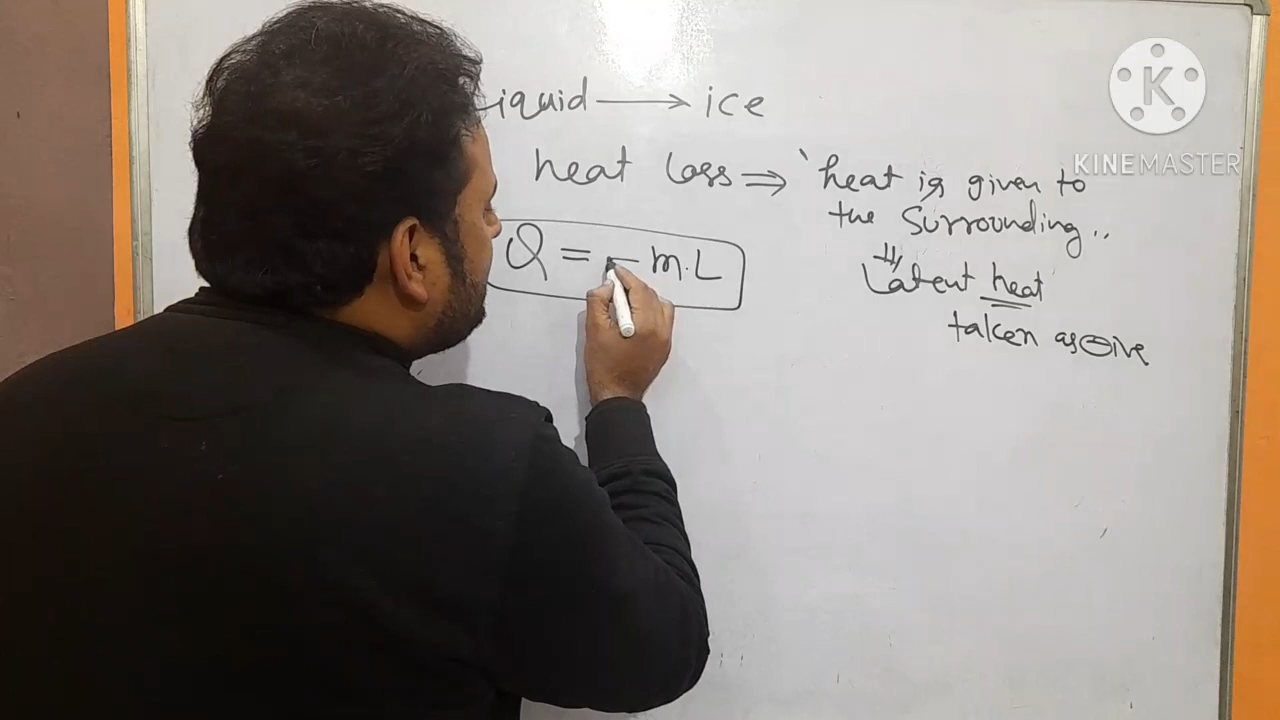 iquid ⟶ ice
heat loss ⇒ 'heat is given to
the surrounding..
Q = - m.L
Latent heat
taken as ⊖ive
K
KINEMASTER